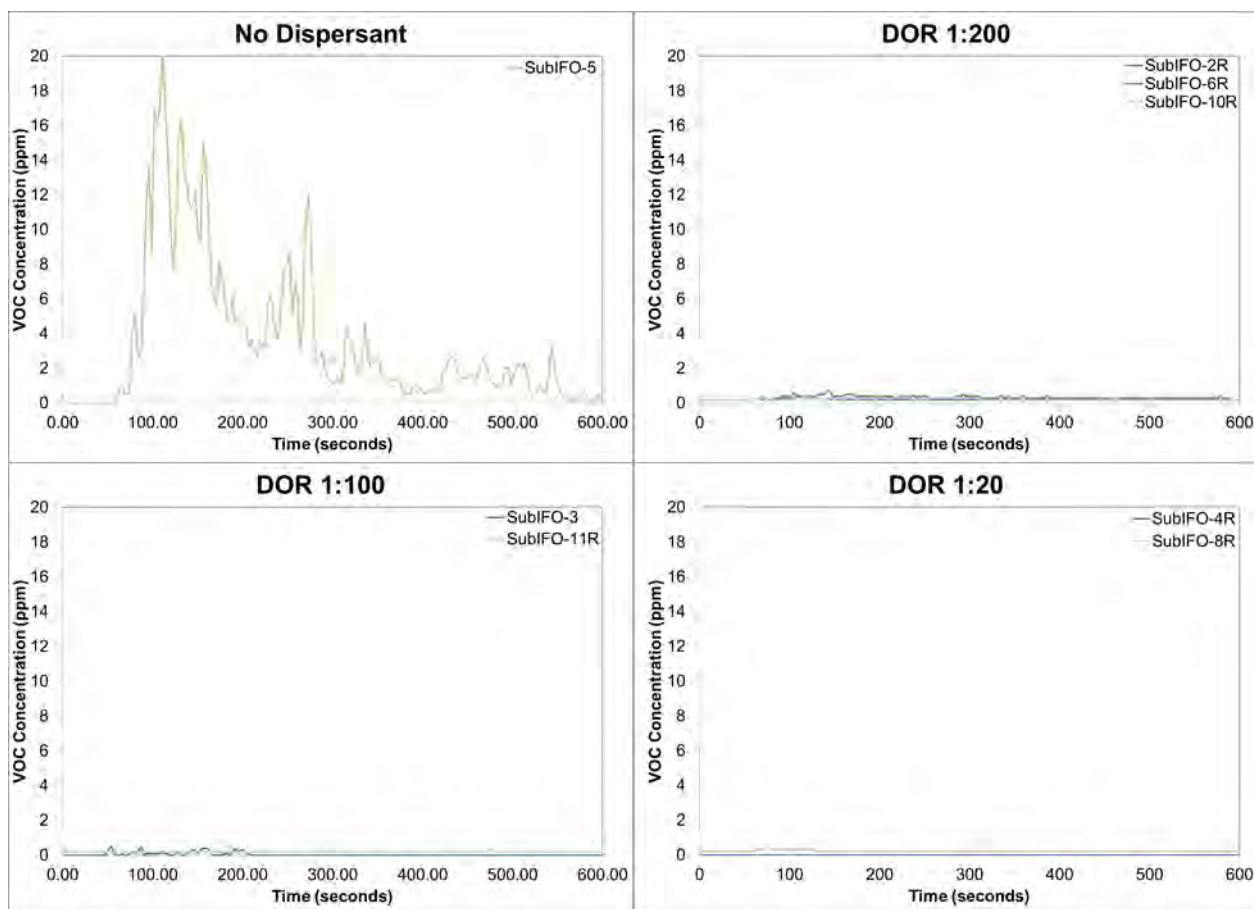 No Dispersant
SubIFO-5
VOC Concentration (ppm)
20
18
16
14
12
10
8
6
4
2
0
0.00 100.00 200.00 300.00 400.00 500.00 600.00
Time (seconds)
DOR 1:200
SubIFO-2R
SubIFO-6R
SubIFO-10R
VOC Concentration (ppm)
20
18
16
14
12
10
8
6
4
2
0
0 100 200 300 400 500 600
Time (seconds)
DOR 1:100
SubIFO-3
SubIFO-11R
VOC Concentration (ppm)
20
18
16
14
12
10
8
6
4
2
0
0.00 100.00 200.00 300.00 400.00 500.00 600.00
Time (seconds)
DOR 1:20
SubIFO-4R
SubIFO-8R
VOC Concentration (ppm)
20
18
16
14
12
10
8
6
4
2
0
0 100 200 300 400 500 600
Time (seconds)